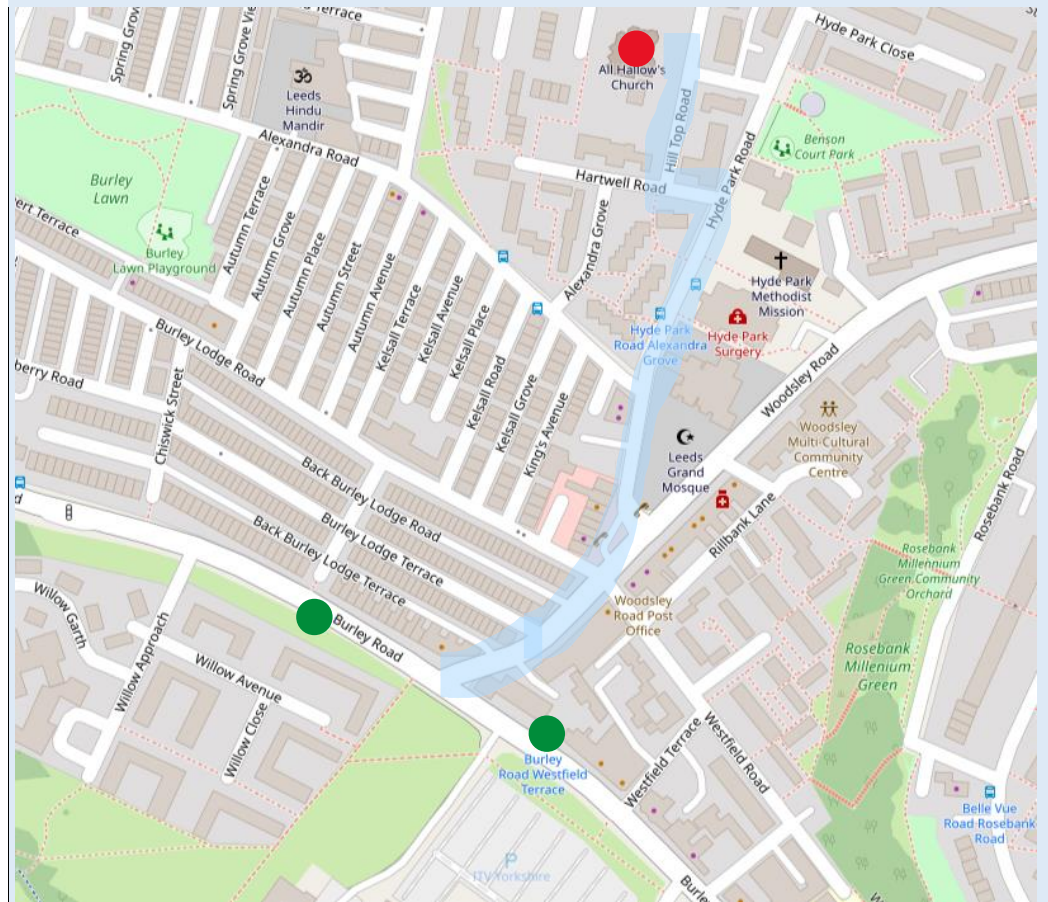 Terrace
Spring Grove
Spring Grove Vie
Hyde Park Close
St
ॐ
Leeds
Hindu
Mandir
All Hallow's
Church
Hill Top Road
Alexandra Road
Benson
Court Park
Burley
Lawn
Hartwell Road
Hyde Park Road
Alexandra Grove
ert Terrace
Burley
Lawn Playground
Autumn Terrace
Autumn Grove
Autumn Place
Autumn Street
Autumn Avenue
Kelsall Terrace
Kelsall Avenue
Kelsall Place
Kelsall Road
Kelsall Grove
King's Avenue
Hyde Park
Methodist
Mission
Hyde Park
Road Alexandra
Grove
Hyde Park
Surgery
Woodsley Road
Burley Lodge Road
berry Road
Chiswick Street
Woodsley
Multi-Cultural
Community
Centre
Leeds
Grand
Mosque
Rosebank Road
d
Back Burley Lodge Road
Burley Lodge Terrace
Back Burley Lodge Terrace
Rillbank Lane
Rosebank
Millennium
Green Community
Orchard
Willow Garth
Willow Approach
Burley Road
Woodsley
Road Post
Office
Rosebank
Millenium
Green
Willow Avenue
Willow Close
Westfield Terrace
Westfield Road
Burley
Road Westfield
Terrace
Belle Vue
Road Rosebank
Road
P
ITV Yorkshire
Burley
W